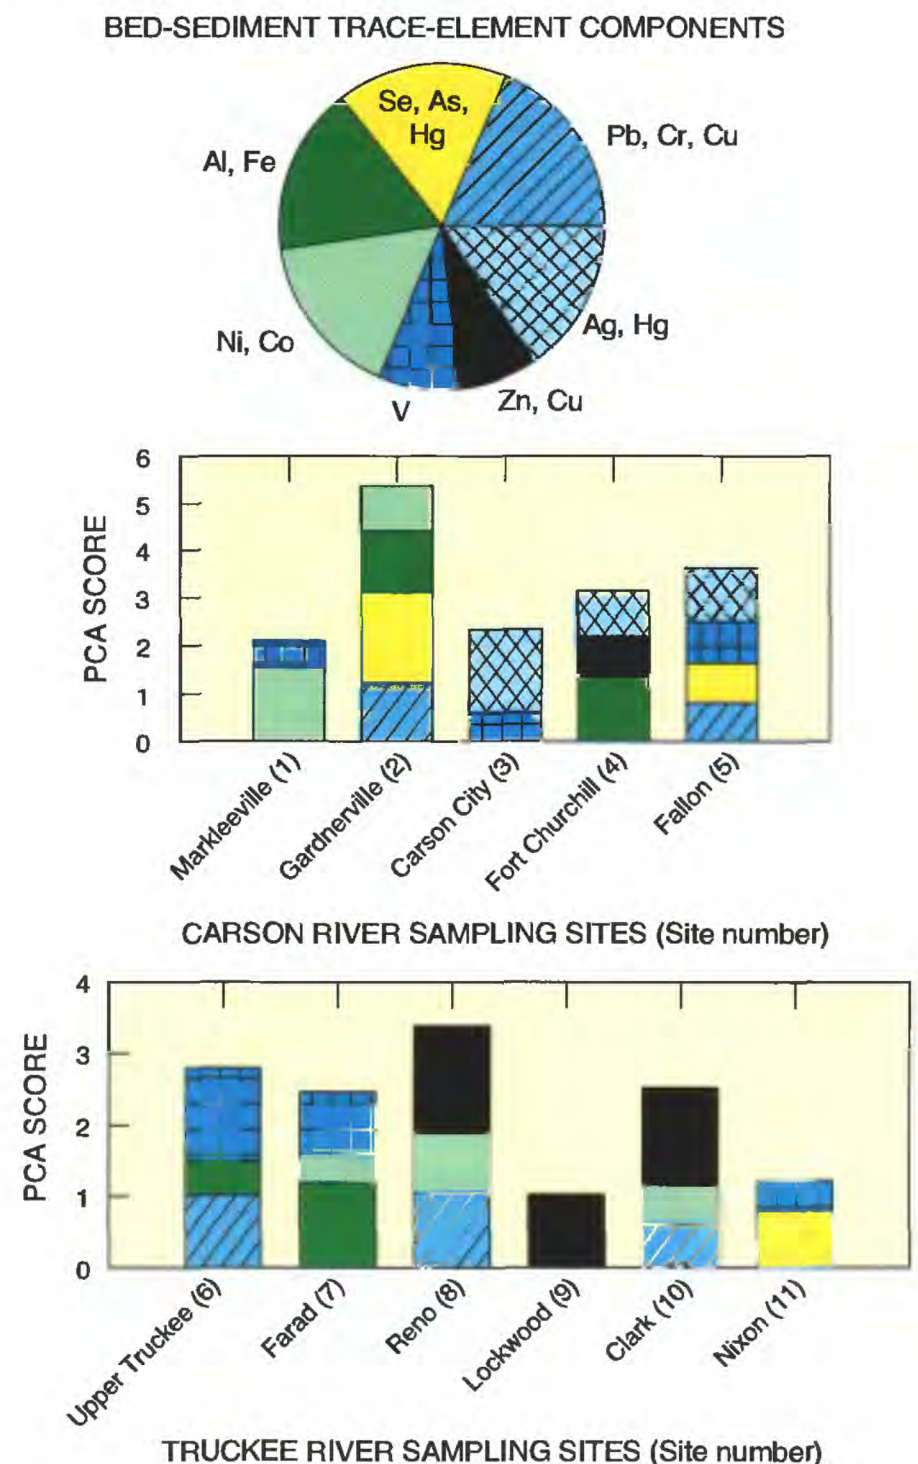 BED-SEDIMENT TRACE-ELEMENT COMPONENTS
Se, As,
Hg
Pb, Cr, Cu
Al, Fe
Ag, Hg
Ni, Co
Zn, Cu
V
PCA SCORE
6
5
4
3
2
1
0
Markleeville (1)
Gardnerville (2)
Carson City (3)
Fort Churchill (4)
Fallon (5)
CARSON RIVER SAMPLING SITES (Site number)
PCA SCORE
4
3
2
1
0
Upper Truckee (6)
Farad (7)
Reno (8)
Lockwood (9)
Clark (10)
Nixon (11)
TRUCKEE RIVER SAMPLING SITES (Site number)